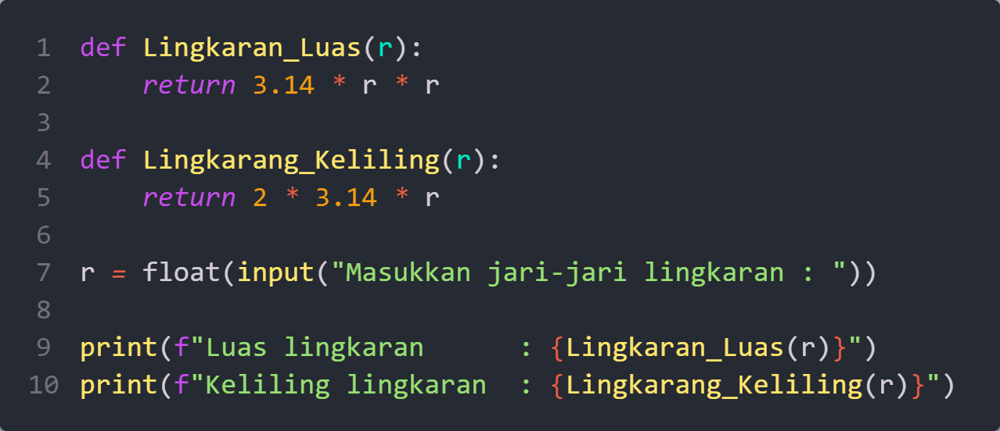 1 def Lingkaran_Luas(r):
2     return 3.14 * r * r
3
4 def Lingkarang_Keliling(r):
5     return 2 * 3.14 * r
6
7 r = float(input("Masukkan jari-jari lingkaran : "))
8
9 print(f"Luas lingkaran      : {Lingkaran_Luas(r)}")
10 print(f"Keliling lingkaran  : {Lingkarang_Keliling(r)}")